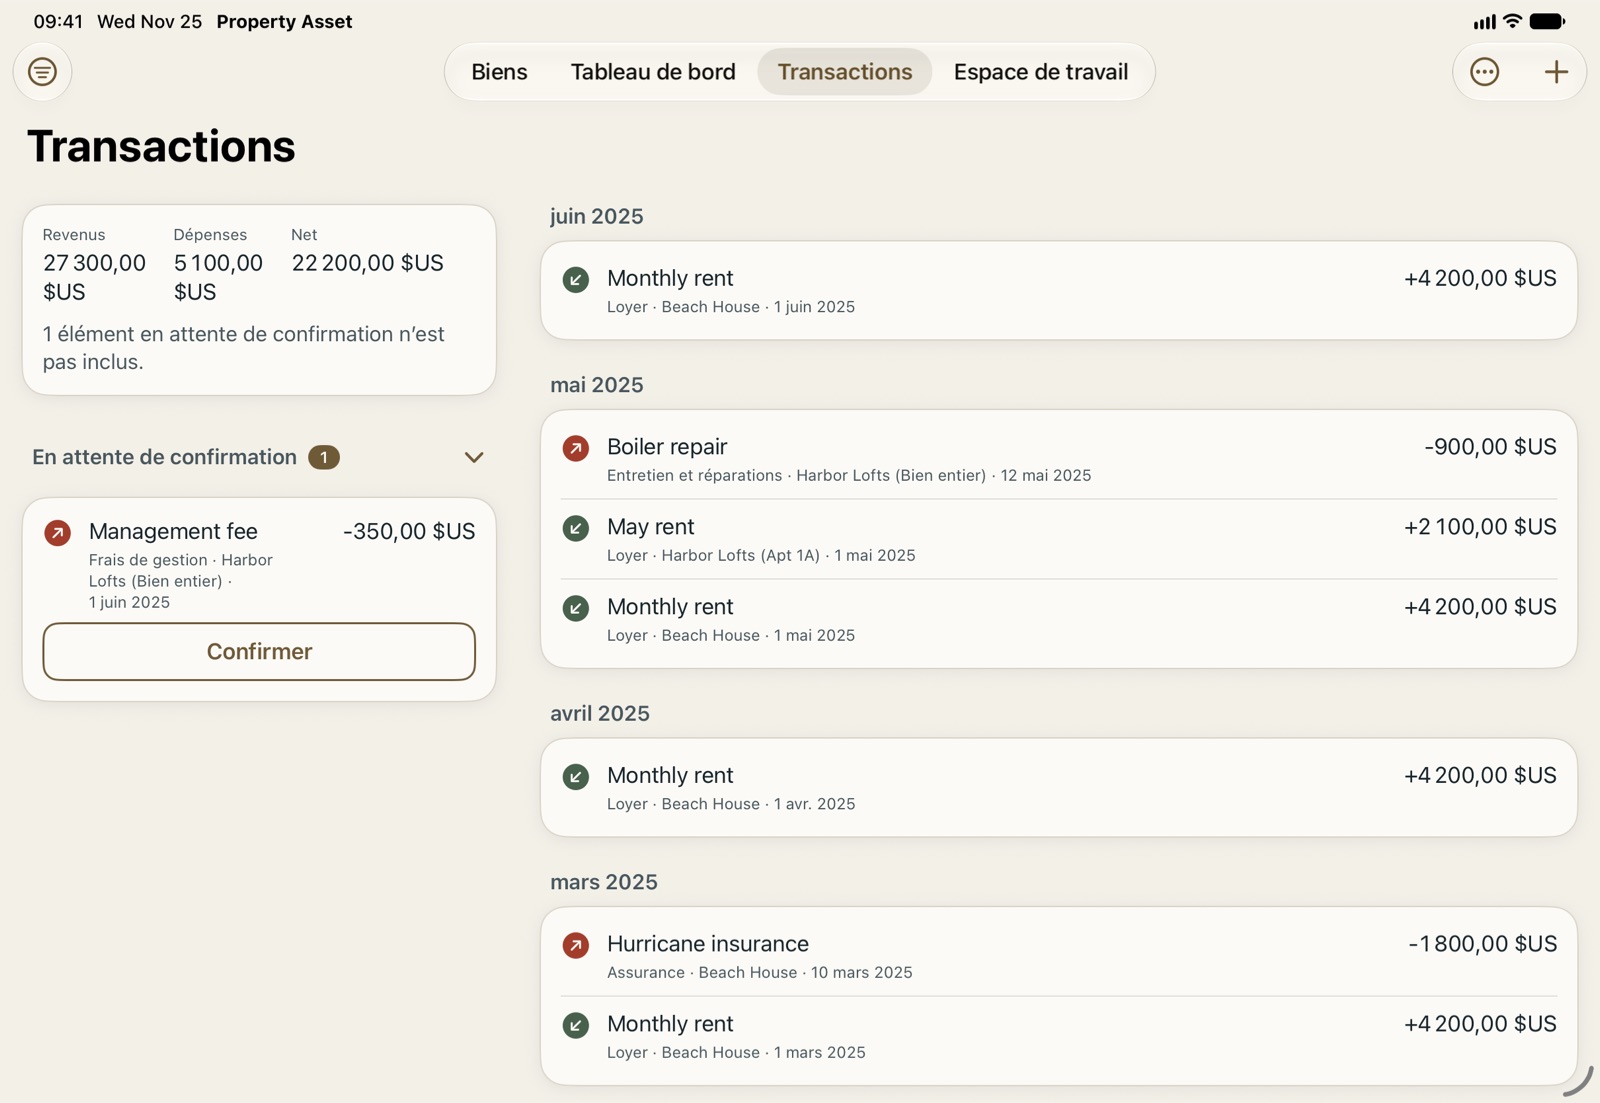 09:41 Wed Nov 25 Property Asset
Biens Tableau de bord Transactions Espace de travail
Transactions
Revenus Dépenses Net
27 300,00 $US 5 100,00 $US 22 200,00 $US
1 élément en attente de confirmation n’est
pas inclus.
En attente de confirmation 1
Management fee -350,00 $US
Frais de gestion · Harbor
Lofts (Bien entier) ·
1 juin 2025
Confirmer
juin 2025
Monthly rent +4 200,00 $US
Loyer · Beach House · 1 juin 2025
mai 2025
Boiler repair -900,00 $US
Entretien et réparations · Harbor Lofts (Bien entier) · 12 mai 2025
May rent +2 100,00 $US
Loyer · Harbor Lofts (Apt 1A) · 1 mai 2025
Monthly rent +4 200,00 $US
Loyer · Beach House · 1 mai 2025
avril 2025
Monthly rent +4 200,00 $US
Loyer · Beach House · 1 avr. 2025
mars 2025
Hurricane insurance -1 800,00 $US
Assurance · Beach House · 10 mars 2025
Monthly rent +4 200,00 $US
Loyer · Beach House · 1 mars 2025